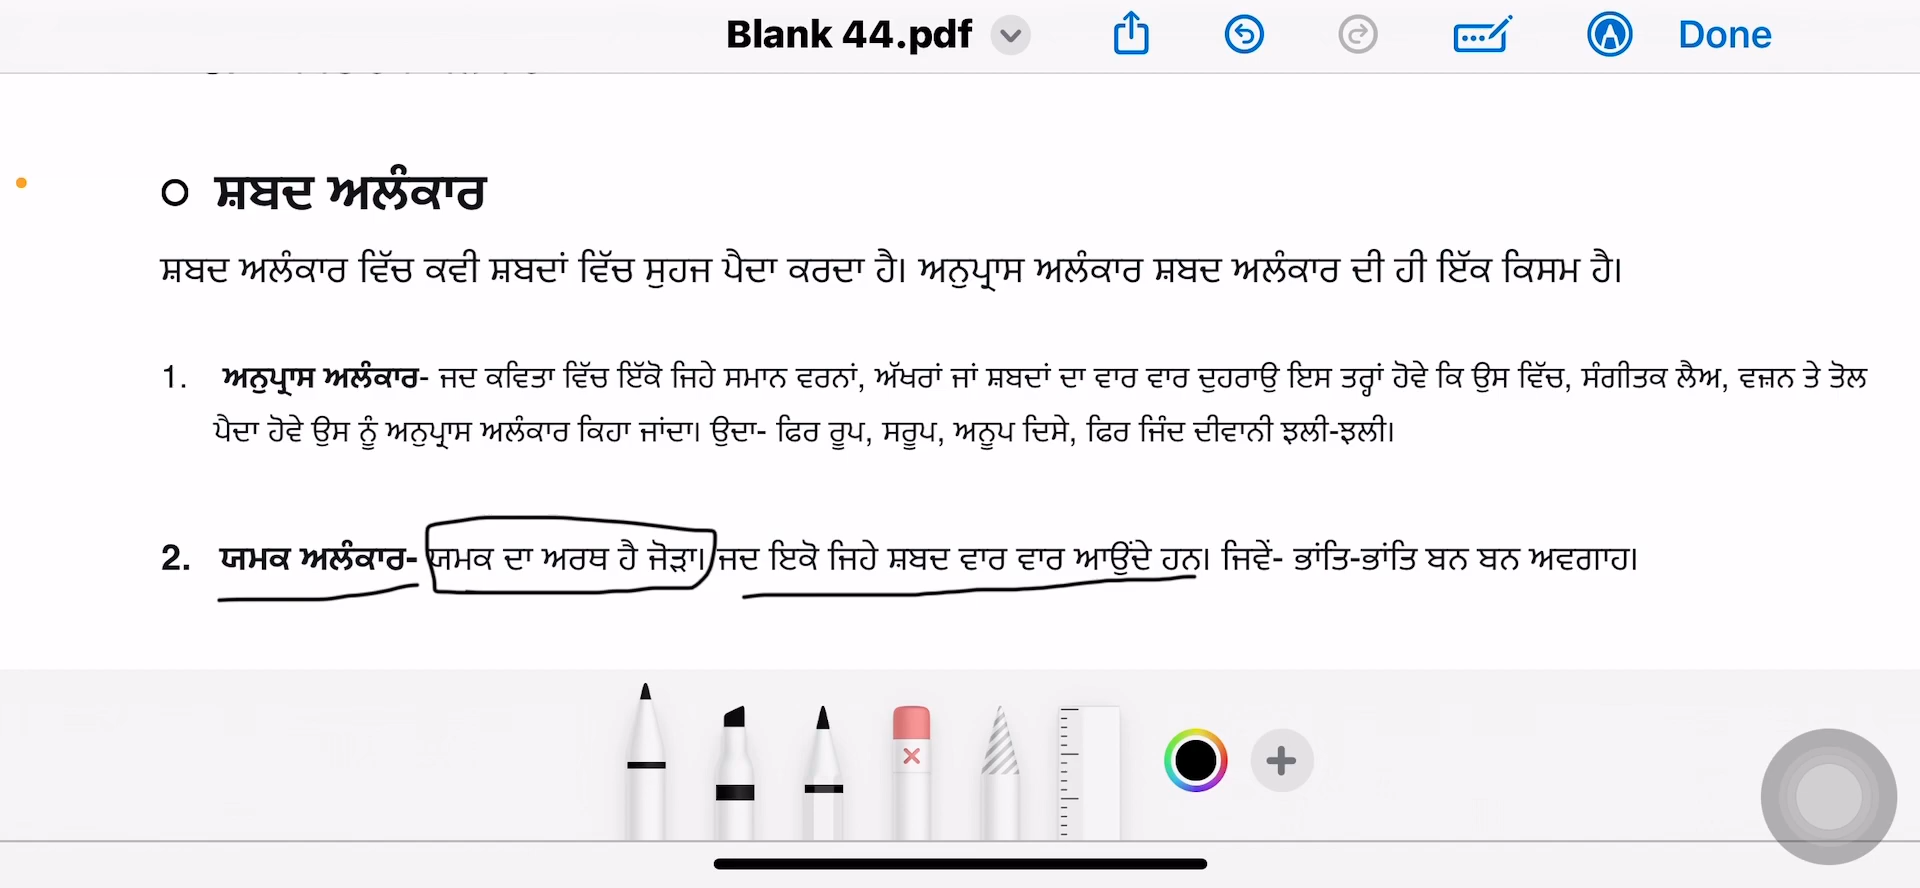 Blank 44.pdf
Done
ਸ਼ਬਦ ਅਲੰਕਾਰ
ਸ਼ਬਦ ਅਲੰਕਾਰ ਵਿੱਚ ਕਵੀ ਸ਼ਬਦਾਂ ਵਿੱਚ ਸੁਹਜ ਪੈਦਾ ਕਰਦਾ ਹੈ। ਅਨੁਪ੍ਰਾਸ ਅਲੰਕਾਰ ਸ਼ਬਦ ਅਲੰਕਾਰ ਦੀ ਹੀ ਇੱਕ ਕਿਸਮ ਹੈ।
1. ਅਨੁਪ੍ਰਾਸ ਅਲੰਕਾਰ- ਜਦ ਕਵਿਤਾ ਵਿੱਚ ਇੱਕੋ ਜਿਹੇ ਸਮਾਨ ਵਰਨਾਂ, ਅੱਖਰਾਂ ਜਾਂ ਸ਼ਬਦਾਂ ਦਾ ਵਾਰ ਵਾਰ ਦੁਹਰਾਉ ਇਸ ਤਰ੍ਹਾਂ ਹੋਵੇ ਕਿ ਉਸ ਵਿੱਚ, ਸੰਗੀਤਕ ਲੈਅ, ਵਜ਼ਨ ਤੇ ਤੋਲ
ਪੈਦਾ ਹੋਵੇ ਉਸ ਨੂੰ ਅਨੁਪ੍ਰਾਸ ਅਲੰਕਾਰ ਕਿਹਾ ਜਾਂਦਾ। ਉਦਾ- ਫਿਰ ਰੂਪ, ਸਰੂਪ, ਅਨੂਪ ਦਿਸੇ, ਫਿਰ ਜਿੰਦ ਦੀਵਾਨੀ ਝਲੀ-ਝਲੀ।
2. ਯਮਕ ਅਲੰਕਾਰ- ਯਮਕ ਦਾ ਅਰਥ ਹੈ ਜੋੜਾ। ਜਦ ਇਕੋ ਜਿਹੇ ਸ਼ਬਦ ਵਾਰ ਵਾਰ ਆਉਂਦੇ ਹਨ। ਜਿਵੇਂ- ਭਾਂਤਿ-ਭਾਂਤਿ ਬਨ ਬਨ ਅਵਗਾਹ।